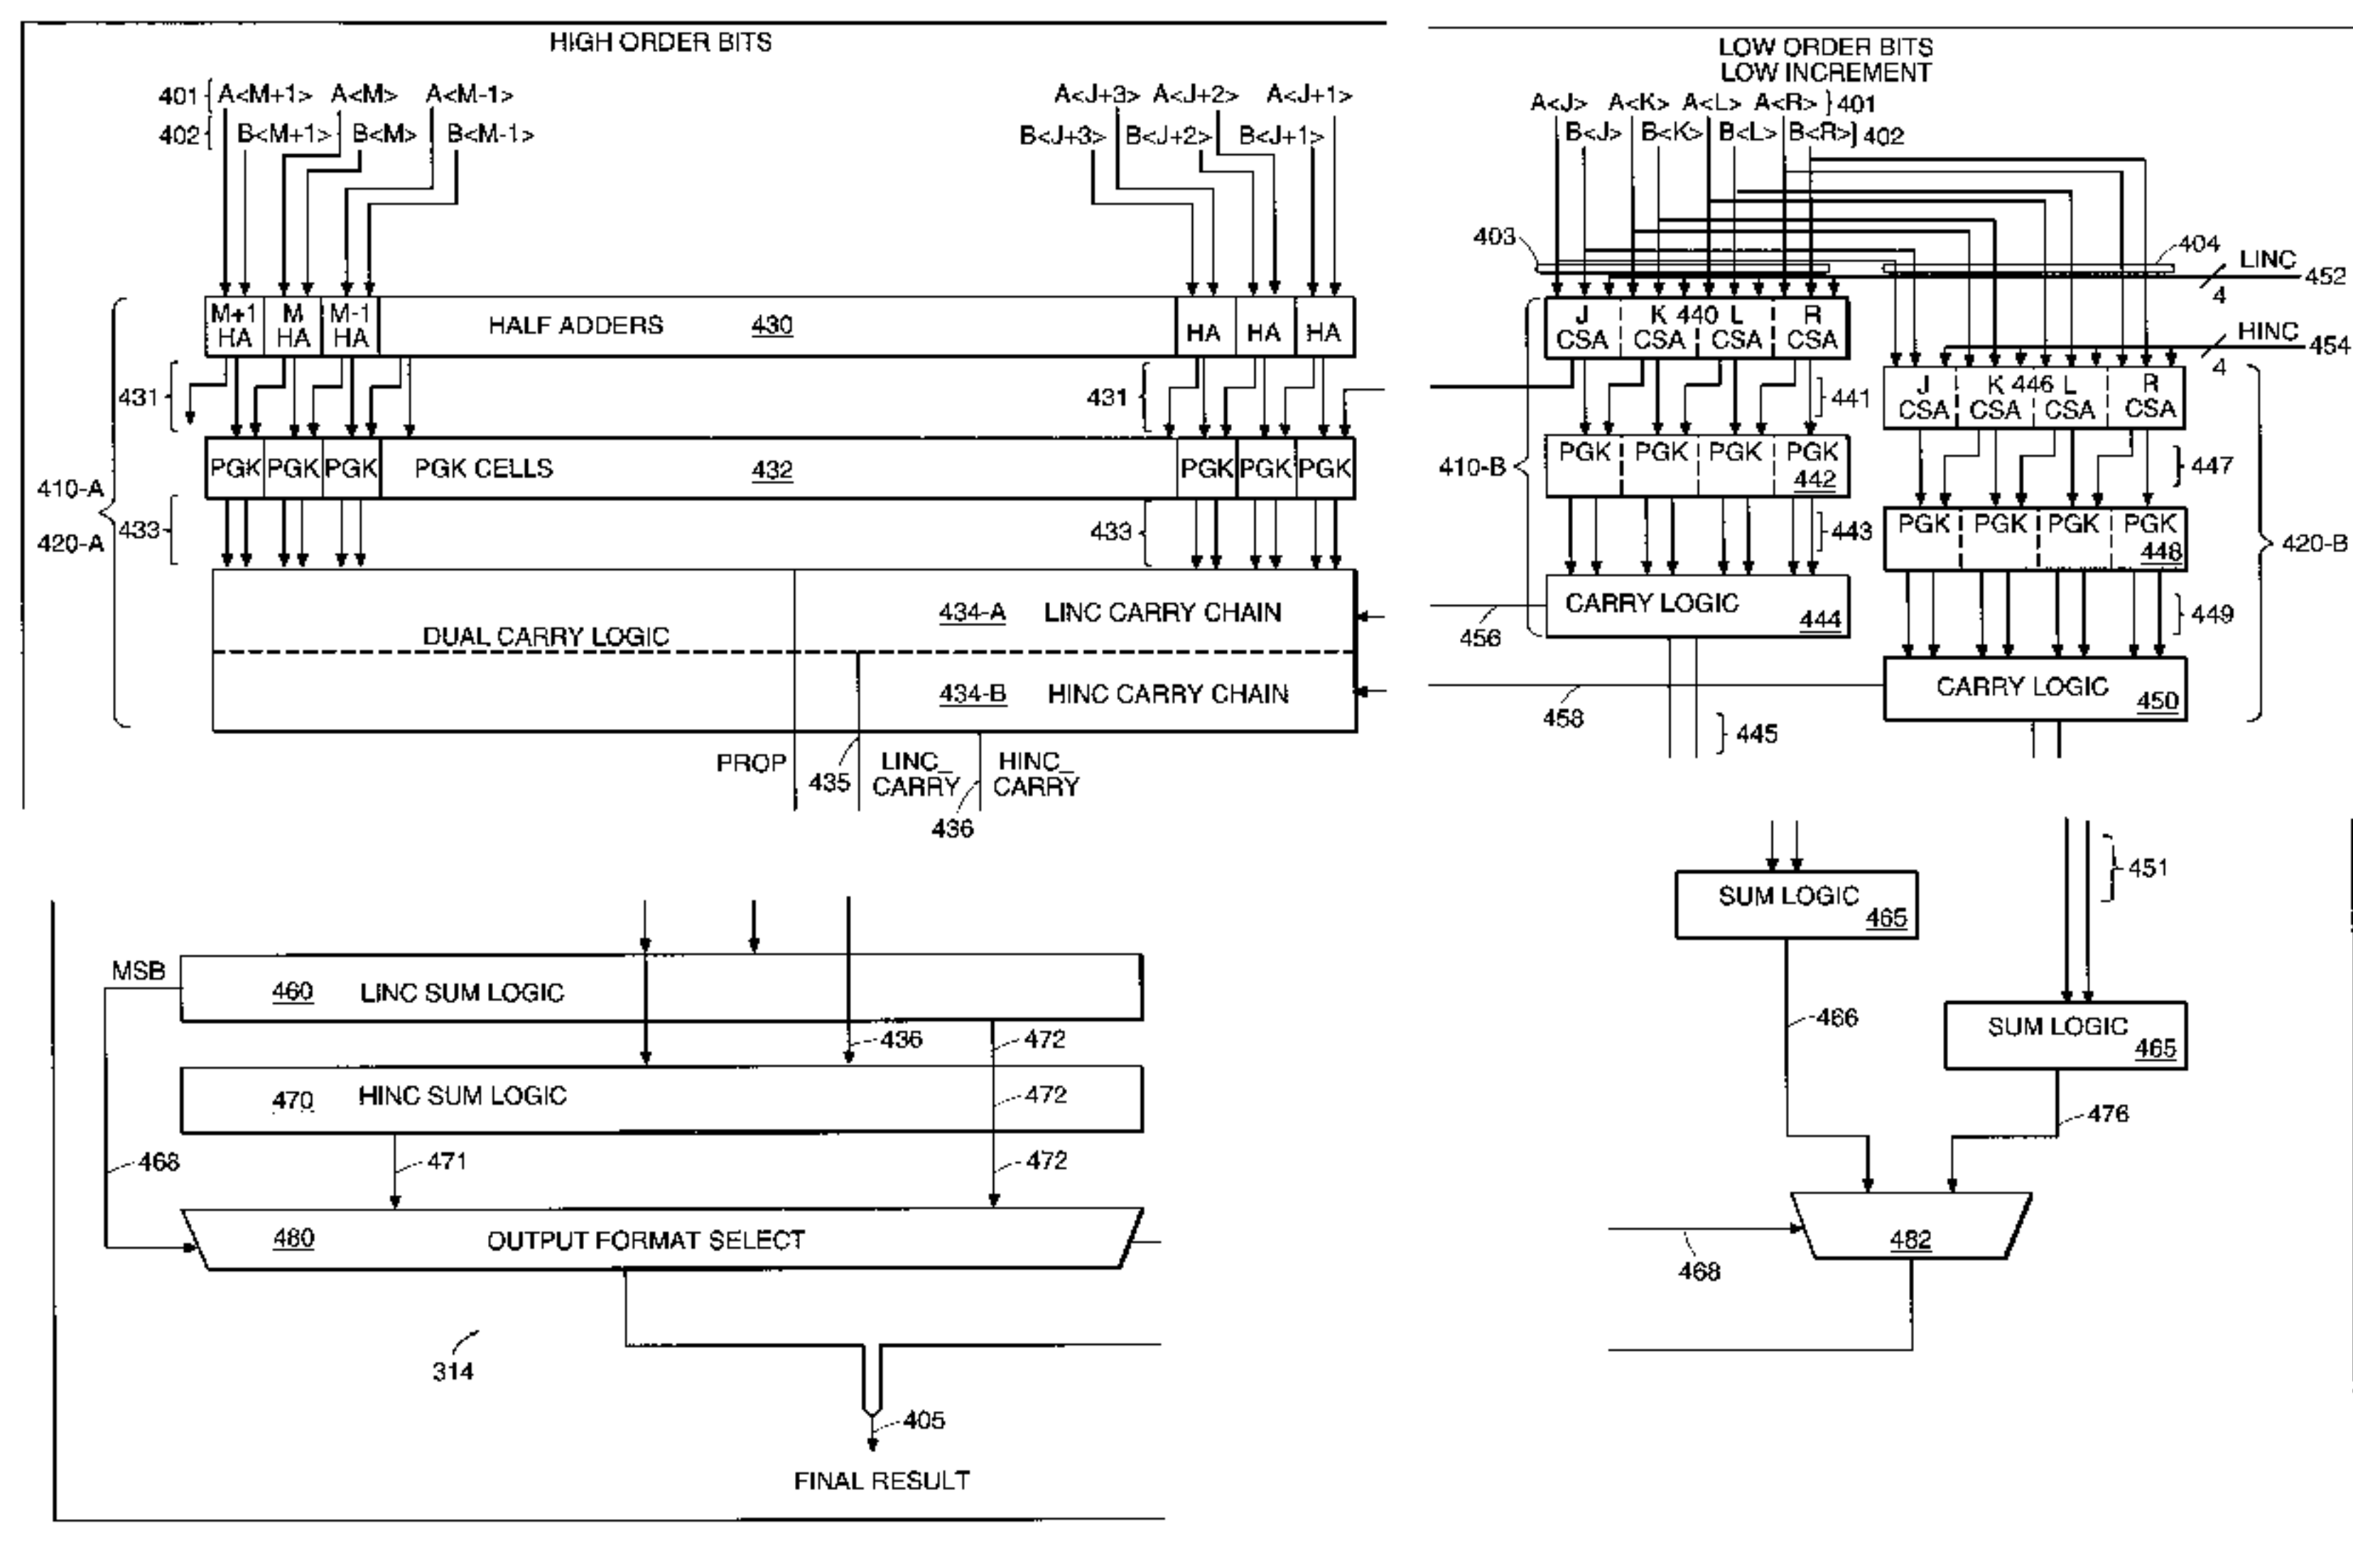 HIGH ORDER BITS
401 { A<M+1> A<M> A<M-1>
A<J+3> A<J+2> A<J+1>
402 { B<M+1> B<M> B<M-1>
B<J+3> B<J+2> B<J+1>
M+1 HA
M HA
M-1 HA
HALF ADDERS 430
HA HA HA
431
431
PGK PGK PGK PGK CELLS 432 PGK PGK PGK
410-A
420-A
433
433
434-A LINC CARRY CHAIN
DUAL CARRY LOGIC
434-B HINC CARRY CHAIN
PROP
435
LINC_
CARRY
436
HINC_
CARRY
LOW ORDER BITS
LOW INCREMENT
A<J> A<K> A<L> A<R> } 401
B<J> B<K> B<L> B<R> } 402
403
404
LINC
452
4
HINC
454
4
J K 440 L R
CSA CSA CSA CSA
441
J K 446 L R
CSA CSA CSA CSA
410-B
PGK PGK PGK PGK
442
447
443
PGK PGK PGK PGK
448
420-B
CARRY LOGIC
444
449
456
CARRY LOGIC
450
458
445
MSB
460 LINC SUM LOGIC
436
472
470 HINC SUM LOGIC
472
468
471
472
480 OUTPUT FORMAT SELECT
314
405
FINAL RESULT
451
SUM LOGIC
465
466
SUM LOGIC
465
476
468
482